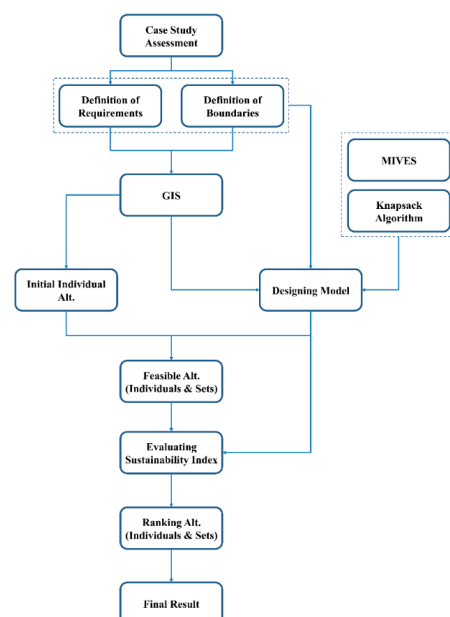 Case Study
Assessment
Definition of
Requirements
Definition of
Boundaries
MIVES
Knapsack
Algorithm
GIS
Initial Individual
Alt.
Designing Model
Feasible Alt.
(Individuals & Sets)
Evaluating
Sustainability Index
Ranking Alt.
(Individuals & Sets)
Final Result